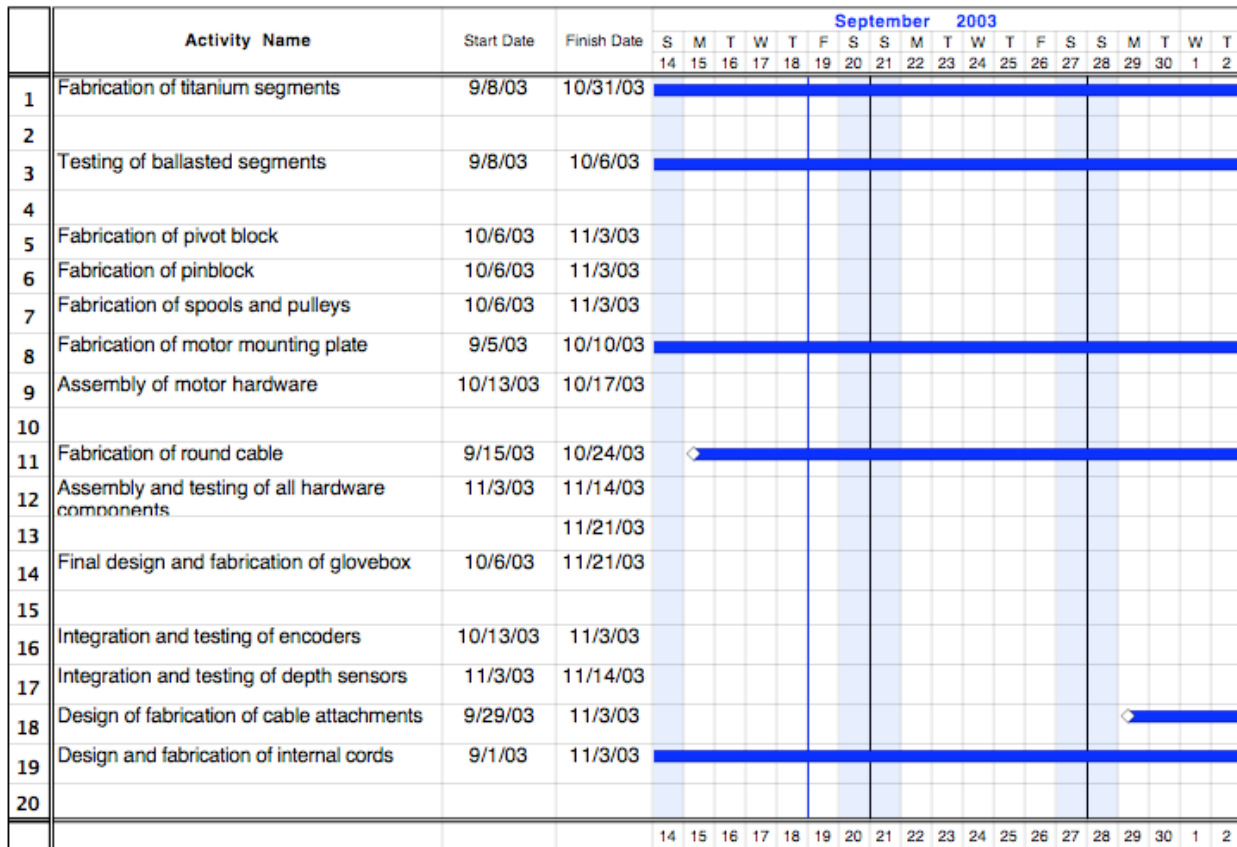 September 2003
Activity Name Start Date Finish Date S M T W T F S S M T W T F S S M T W T
14 15 16 17 18 19 20 21 22 23 24 25 26 27 28 29 30 1 2
1 Fabrication of titanium segments 9/8/03 10/31/03
2
3 Testing of ballasted segments 9/8/03 10/6/03
4
5 Fabrication of pivot block 10/6/03 11/3/03
6 Fabrication of pinblock 10/6/03 11/3/03
7 Fabrication of spools and pulleys 10/6/03 11/3/03
8 Fabrication of motor mounting plate 9/5/03 10/10/03
9 Assembly of motor hardware 10/13/03 10/17/03
10
11 Fabrication of round cable 9/15/03 10/24/03
12 Assembly and testing of all hardware 11/3/03 11/14/03
components
13 11/21/03
14 Final design and fabrication of glovebox 10/6/03 11/21/03
15
16 Integration and testing of encoders 10/13/03 11/3/03
17 Integration and testing of depth sensors 11/3/03 11/14/03
18 Design of fabrication of cable attachments 9/29/03 11/3/03
19 Design and fabrication of internal cords 9/1/03 11/3/03
20
14 15 16 17 18 19 20 21 22 23 24 25 26 27 28 29 30 1 2